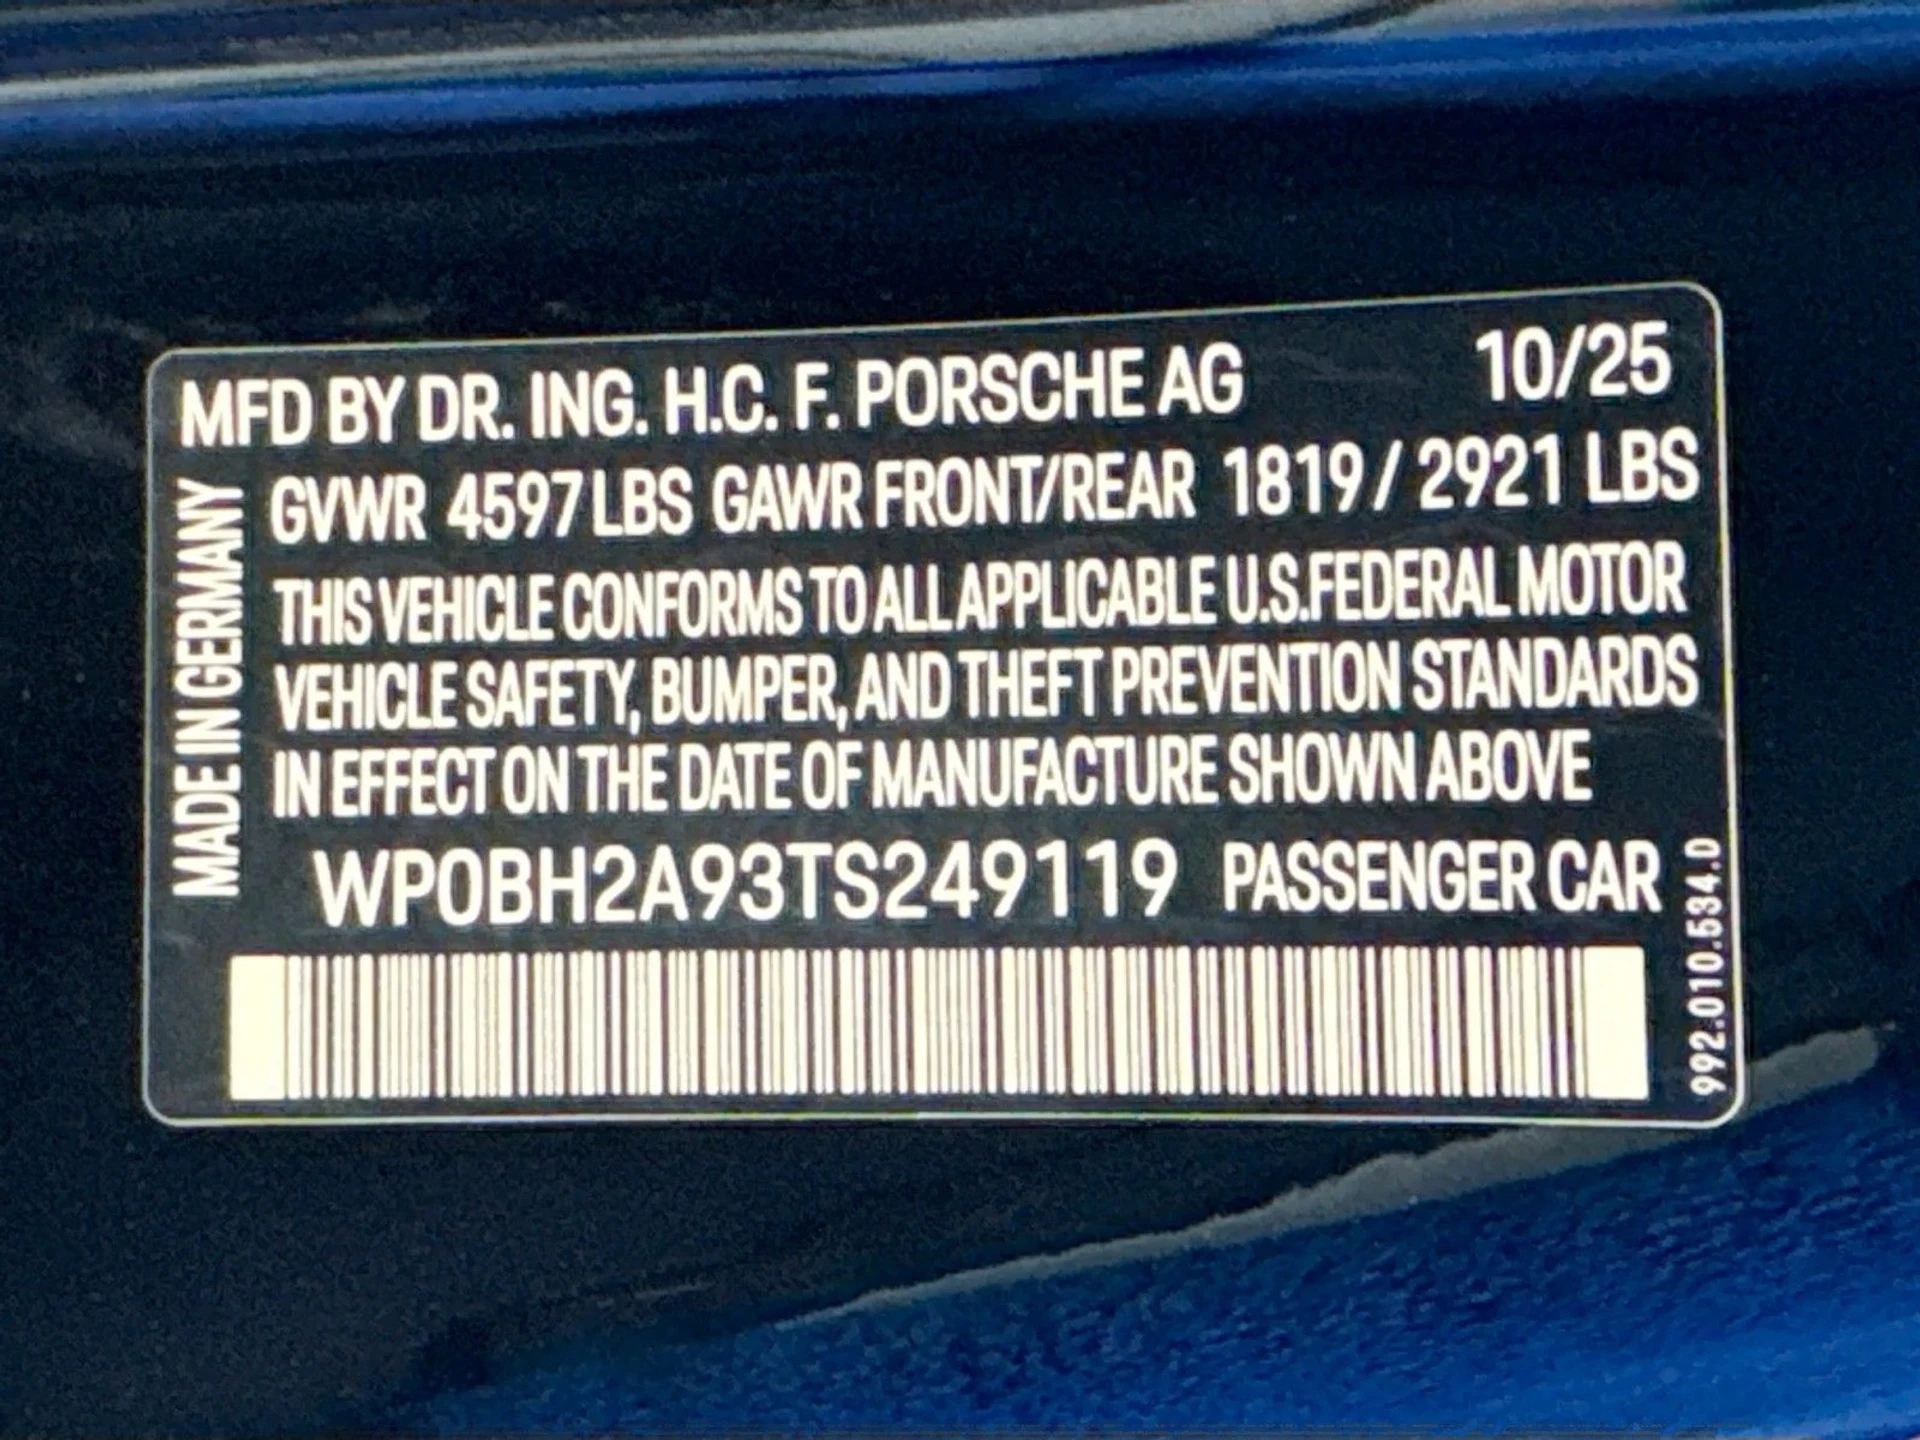 MFD BY DR. ING. H.C. F. PORSCHE AG 10/25
GVWR 4597 LBS GAWR FRONT/REAR 1819 / 2921 LBS
THIS VEHICLE CONFORMS TO ALL APPLICABLE U.S.FEDERAL MOTOR
VEHICLE SAFETY, BUMPER, AND THEFT PREVENTION STANDARDS
IN EFFECT ON THE DATE OF MANUFACTURE SHOWN ABOVE
WP0BH2A93TS249119 PASSENGER CAR
MADE IN GERMANY
992.010.534.0